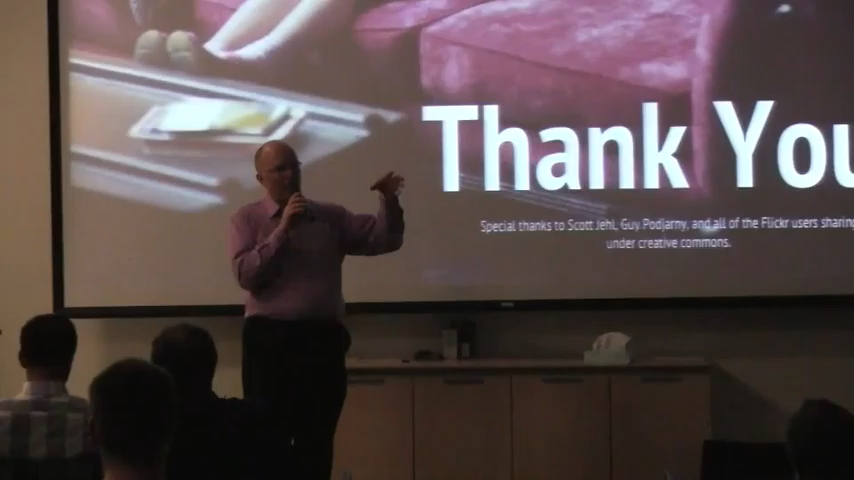 Thank You
Special thanks to Scott Jehl, Guy Podjarny, and all of the Flickr users sharing
under creative commons.